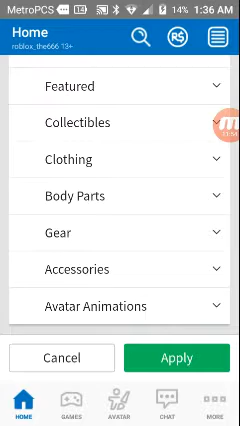 MetroPCS 14 14% 1:36 AM
Home
roblox_the666 13+
R$
Featured
Collectibles
Clothing
Body Parts
Gear
Accessories
Avatar Animations
Cancel Apply
HOME GAMES AVATAR CHAT MORE